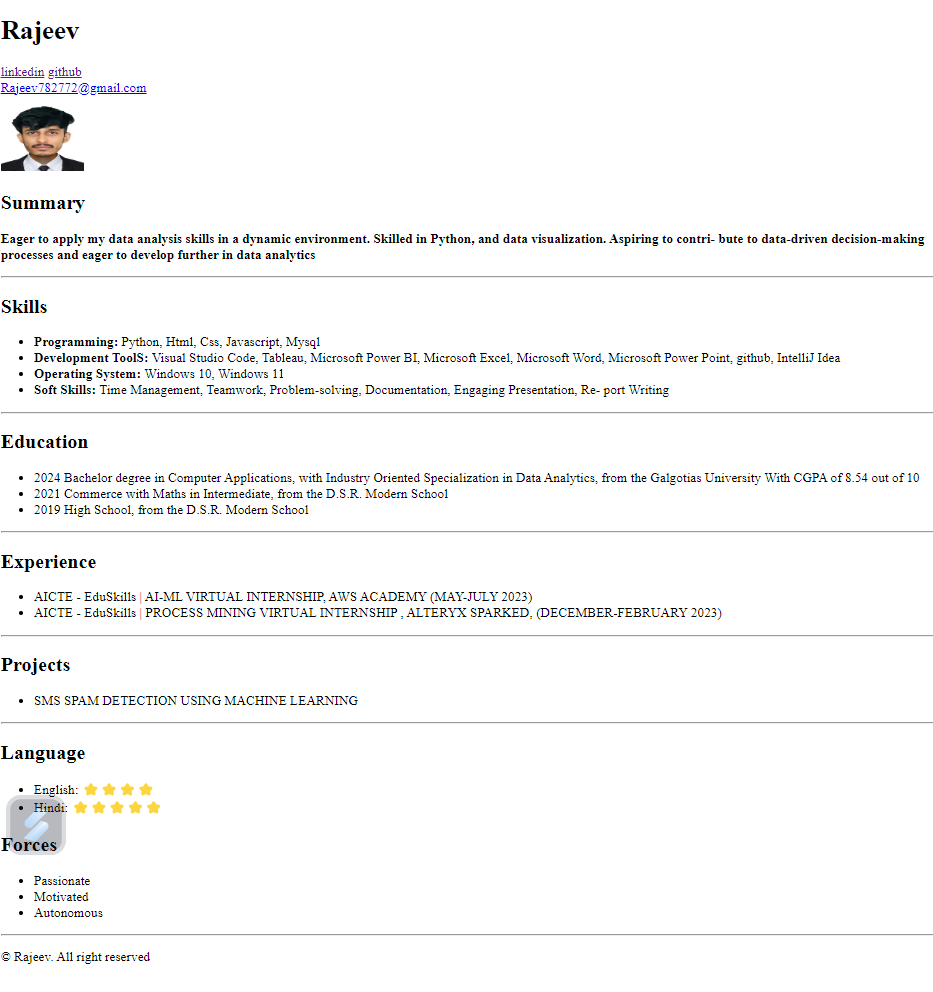 Rajeev
linkedin github
Rajeev782772@gmail.com
Summary
Eager to apply my data analysis skills in a dynamic environment. Skilled in Python, and data visualization. Aspiring to contri- bute to data-driven decision-making
processes and eager to develop further in data analytics
Skills
Programming: Python, Html, Css, Javascript, Mysql
Development ToolS: Visual Studio Code, Tableau, Microsoft Power BI, Microsoft Excel, Microsoft Word, Microsoft Power Point, github, IntelliJ Idea
Operating System: Windows 10, Windows 11
Soft Skills: Time Management, Teamwork, Problem-solving, Documentation, Engaging Presentation, Re- port Writing
Education
2024 Bachelor degree in Computer Applications, with Industry Oriented Specialization in Data Analytics, from the Galgotias University With CGPA of 8.54 out of 10
2021 Commerce with Maths in Intermediate, from the D.S.R. Modern School
2019 High School, from the D.S.R. Modern School
Experience
AICTE - EduSkills | AI-ML VIRTUAL INTERNSHIP, AWS ACADEMY (MAY-JULY 2023)
AICTE - EduSkills | PROCESS MINING VIRTUAL INTERNSHIP , ALTERYX SPARKED, (DECEMBER-FEBRUARY 2023)
Projects
SMS SPAM DETECTION USING MACHINE LEARNING
Language
English:
Hindi:
Forces
Passionate
Motivated
Autonomous
© Rajeev. All right reserved